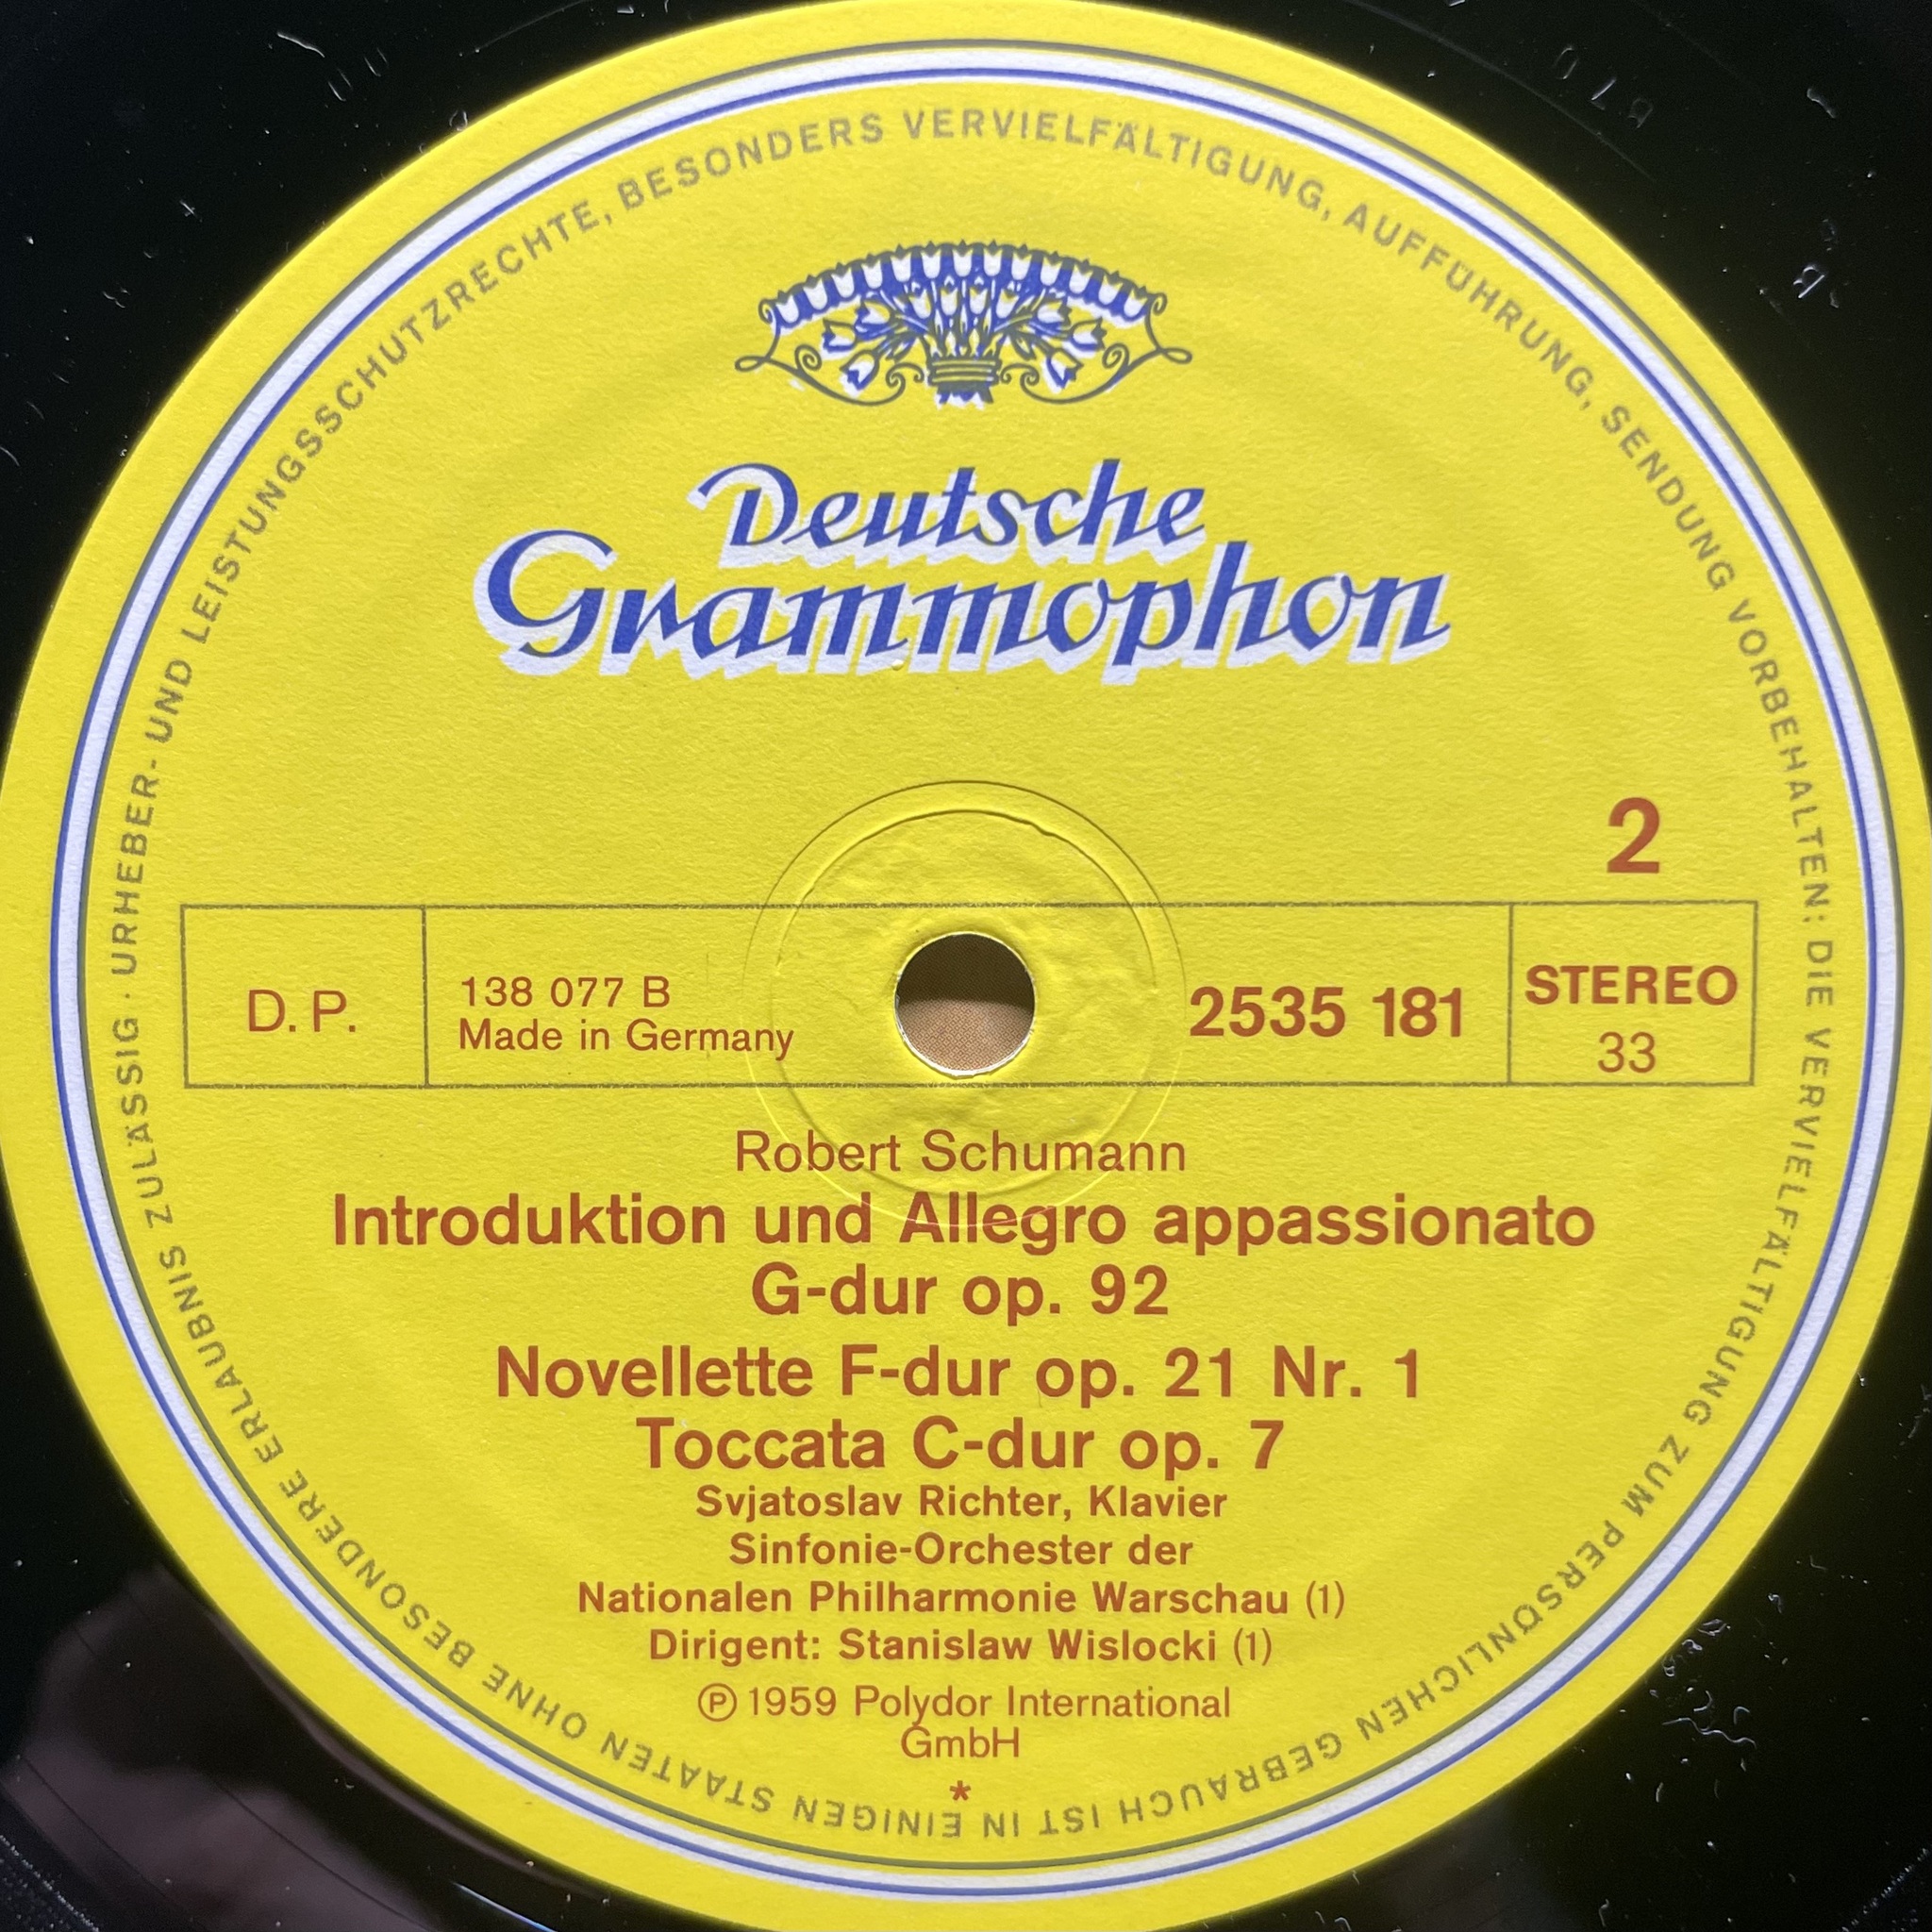 URHEBER- UND LEISTUNGSSCHUTZRECHTE, BESONDERS VERVIELFÄLTIGUNG, AUFFÜHRUNG, SENDUNG VORBEHALTEN: DIE VERVIELFÄLTIGUNG ZUM PERSÖNLICHEN GEBRAUCH IST IN EINIGEN STAATEN OHNE BESONDERE ERLAUBNIS ZULÄSSIG ·
Deutsche
Grammophon
2
D. P.
138 077 B
Made in Germany
2535 181
STEREO
33
Robert Schumann
Introduktion und Allegro appassionato
G-dur op. 92
Novellette F-dur op. 21 Nr. 1
Toccata C-dur op. 7
Svjatoslav Richter, Klavier
Sinfonie-Orchester der
Nationalen Philharmonie Warschau (1)
Dirigent: Stanislaw Wislocki (1)
℗ 1959 Polydor International
GmbH
*